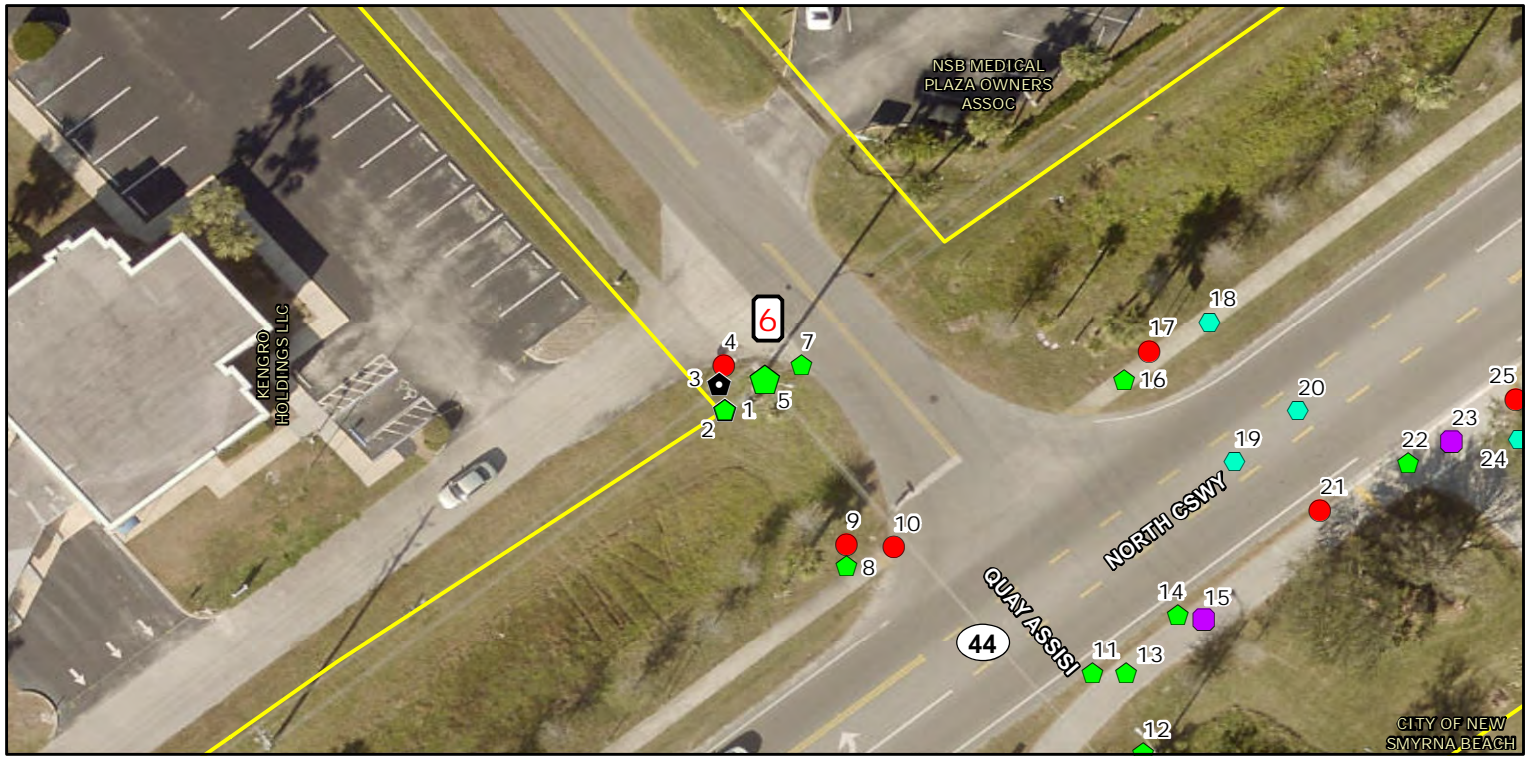 NSB MEDICAL
PLAZA OWNERS
ASSOC
KENGRO
HOLDINGS LLC
18
6
17
4
7
3
16
20
25
5
1
2
23
22
24
19
21
NORTH CSWY
9
10
8
QUAY ASSISI
14
15
44
11
13
12
CITY OF NEW
SMYRNA BEACH